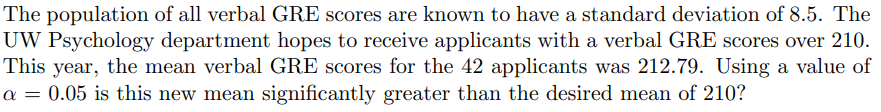 The population of all verbal GRE scores are known to have a standard deviation of 8.5. The
UW Psychology department hopes to receive applicants with a verbal GRE scores over 210.
This year, the mean verbal GRE scores for the 42 applicants was 212.79. Using a value of
α = 0.05 is this new mean significantly greater than the desired mean of 210?